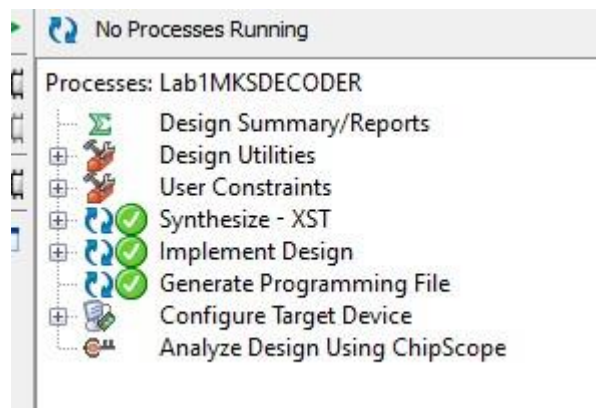 No Processes Running
Processes: Lab1MKSDECODER
Design Summary/Reports
Design Utilities
User Constraints
Synthesize - XST
Implement Design
Generate Programming File
Configure Target Device
Analyze Design Using ChipScope